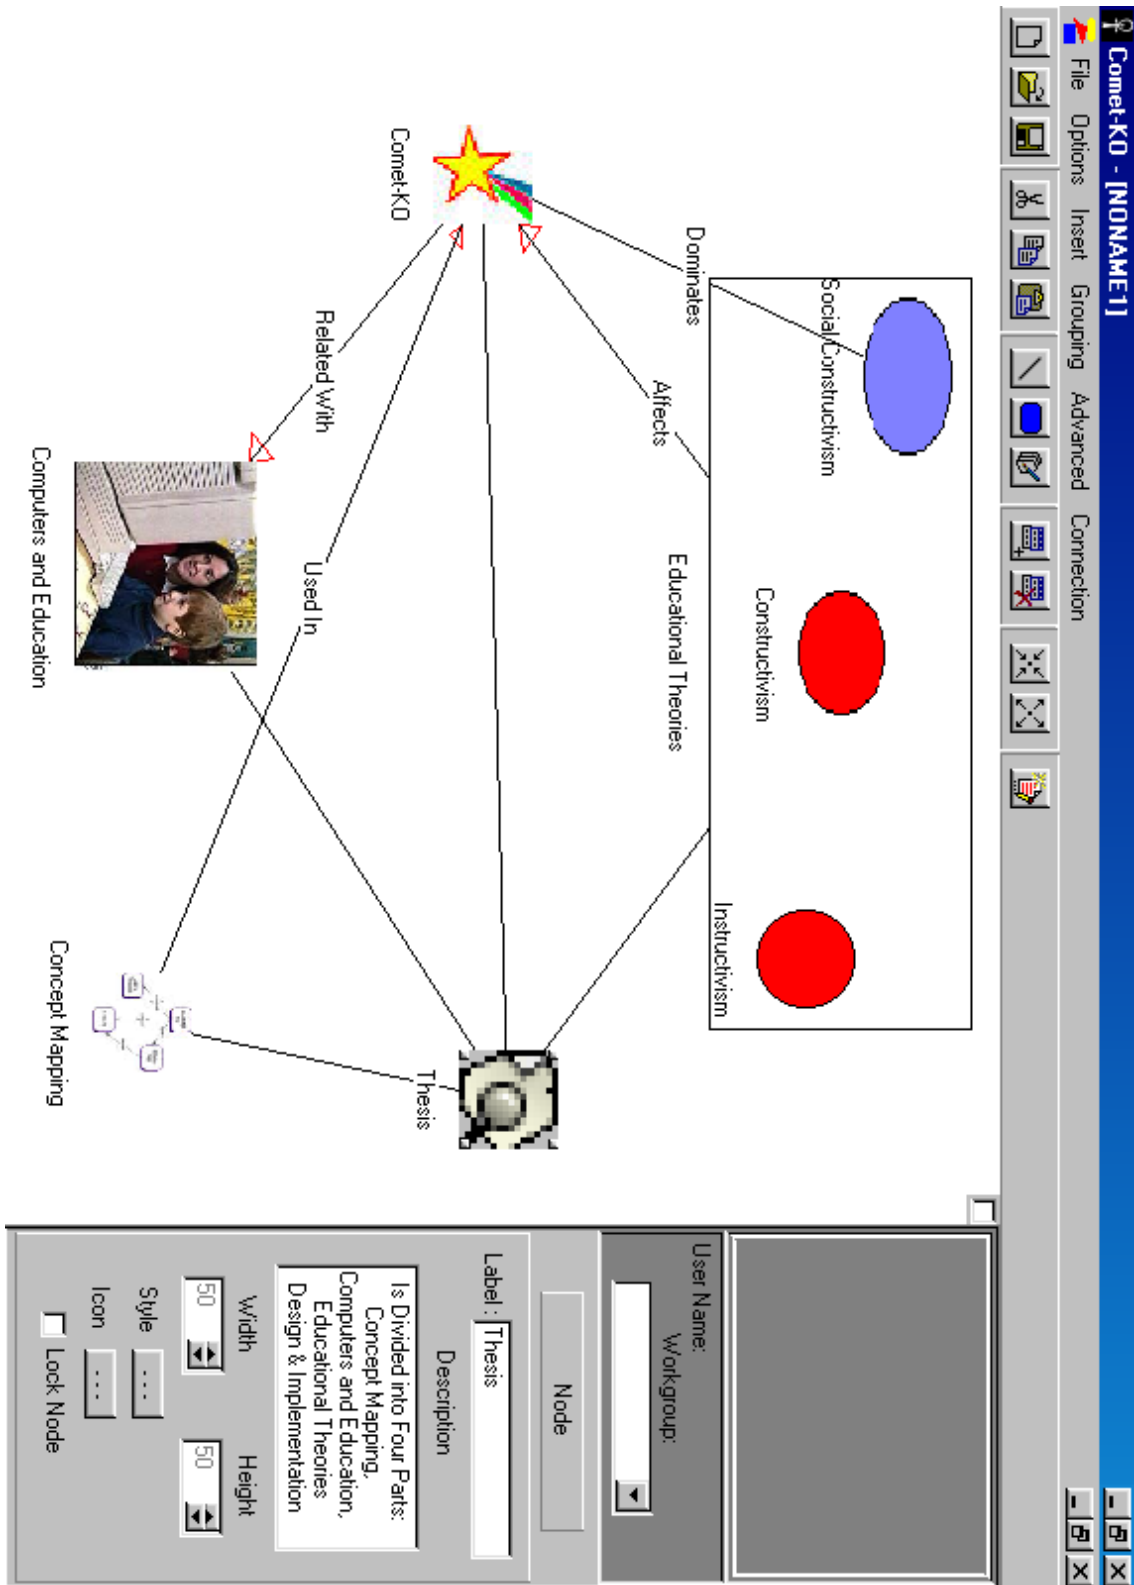 Comet-KO - [NONAME1]
File Options Insert Grouping Advanced Connection
Social Constructivism
Constructivism
Instructivism
Educational Theories
Dominates
Affects
Comet-KO
Related With
Used In
Thesis
Computers and Education
Concept Mapping
User Name:
Workgroup:
Node
Label : Thesis
Description
Is Divided into Four Parts:
Concept Mapping,
Computers and Education,
Educational Theories
Design & Implementation
Width Height
50 50
Style ...
Icon ...
Lock Node